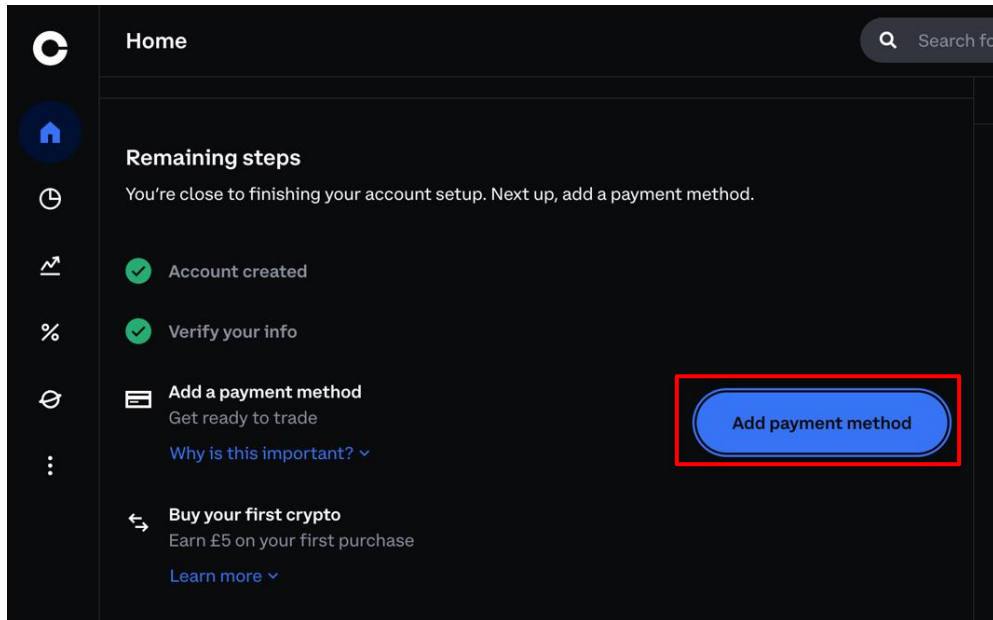 Home
Search fo
Remaining steps
You're close to finishing your account setup. Next up, add a payment method.
Account created
Verify your info
Add a payment method
Get ready to trade
Why is this important?
Add payment method
Buy your first crypto
Earn £5 on your first purchase
Learn more